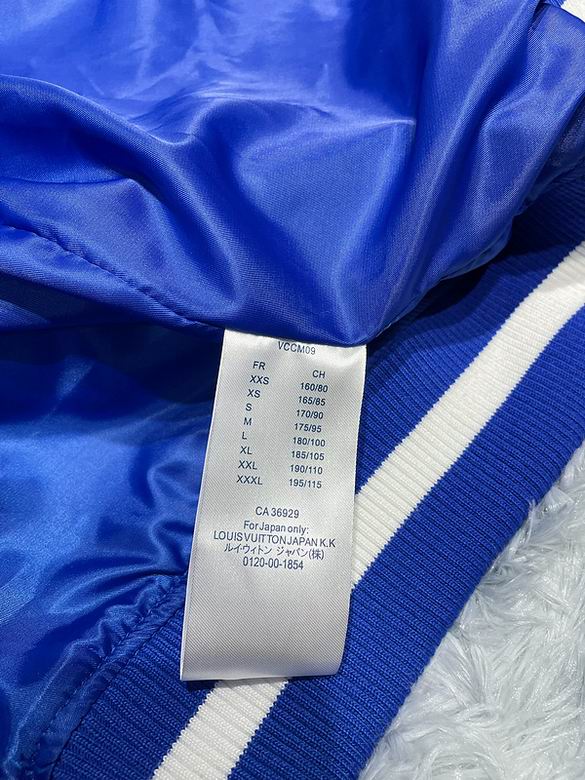 VCCM09
FR CH
XXS 160/80
XS 165/85
S 170/90
M 175/95
L 180/100
XL 185/105
XXL 190/110
XXXL 195/115
CA 36929
For Japan only:
LOUIS VUITTON JAPAN K.K
ルイ・ウィトン ジャパン(株)
0120-00-1854